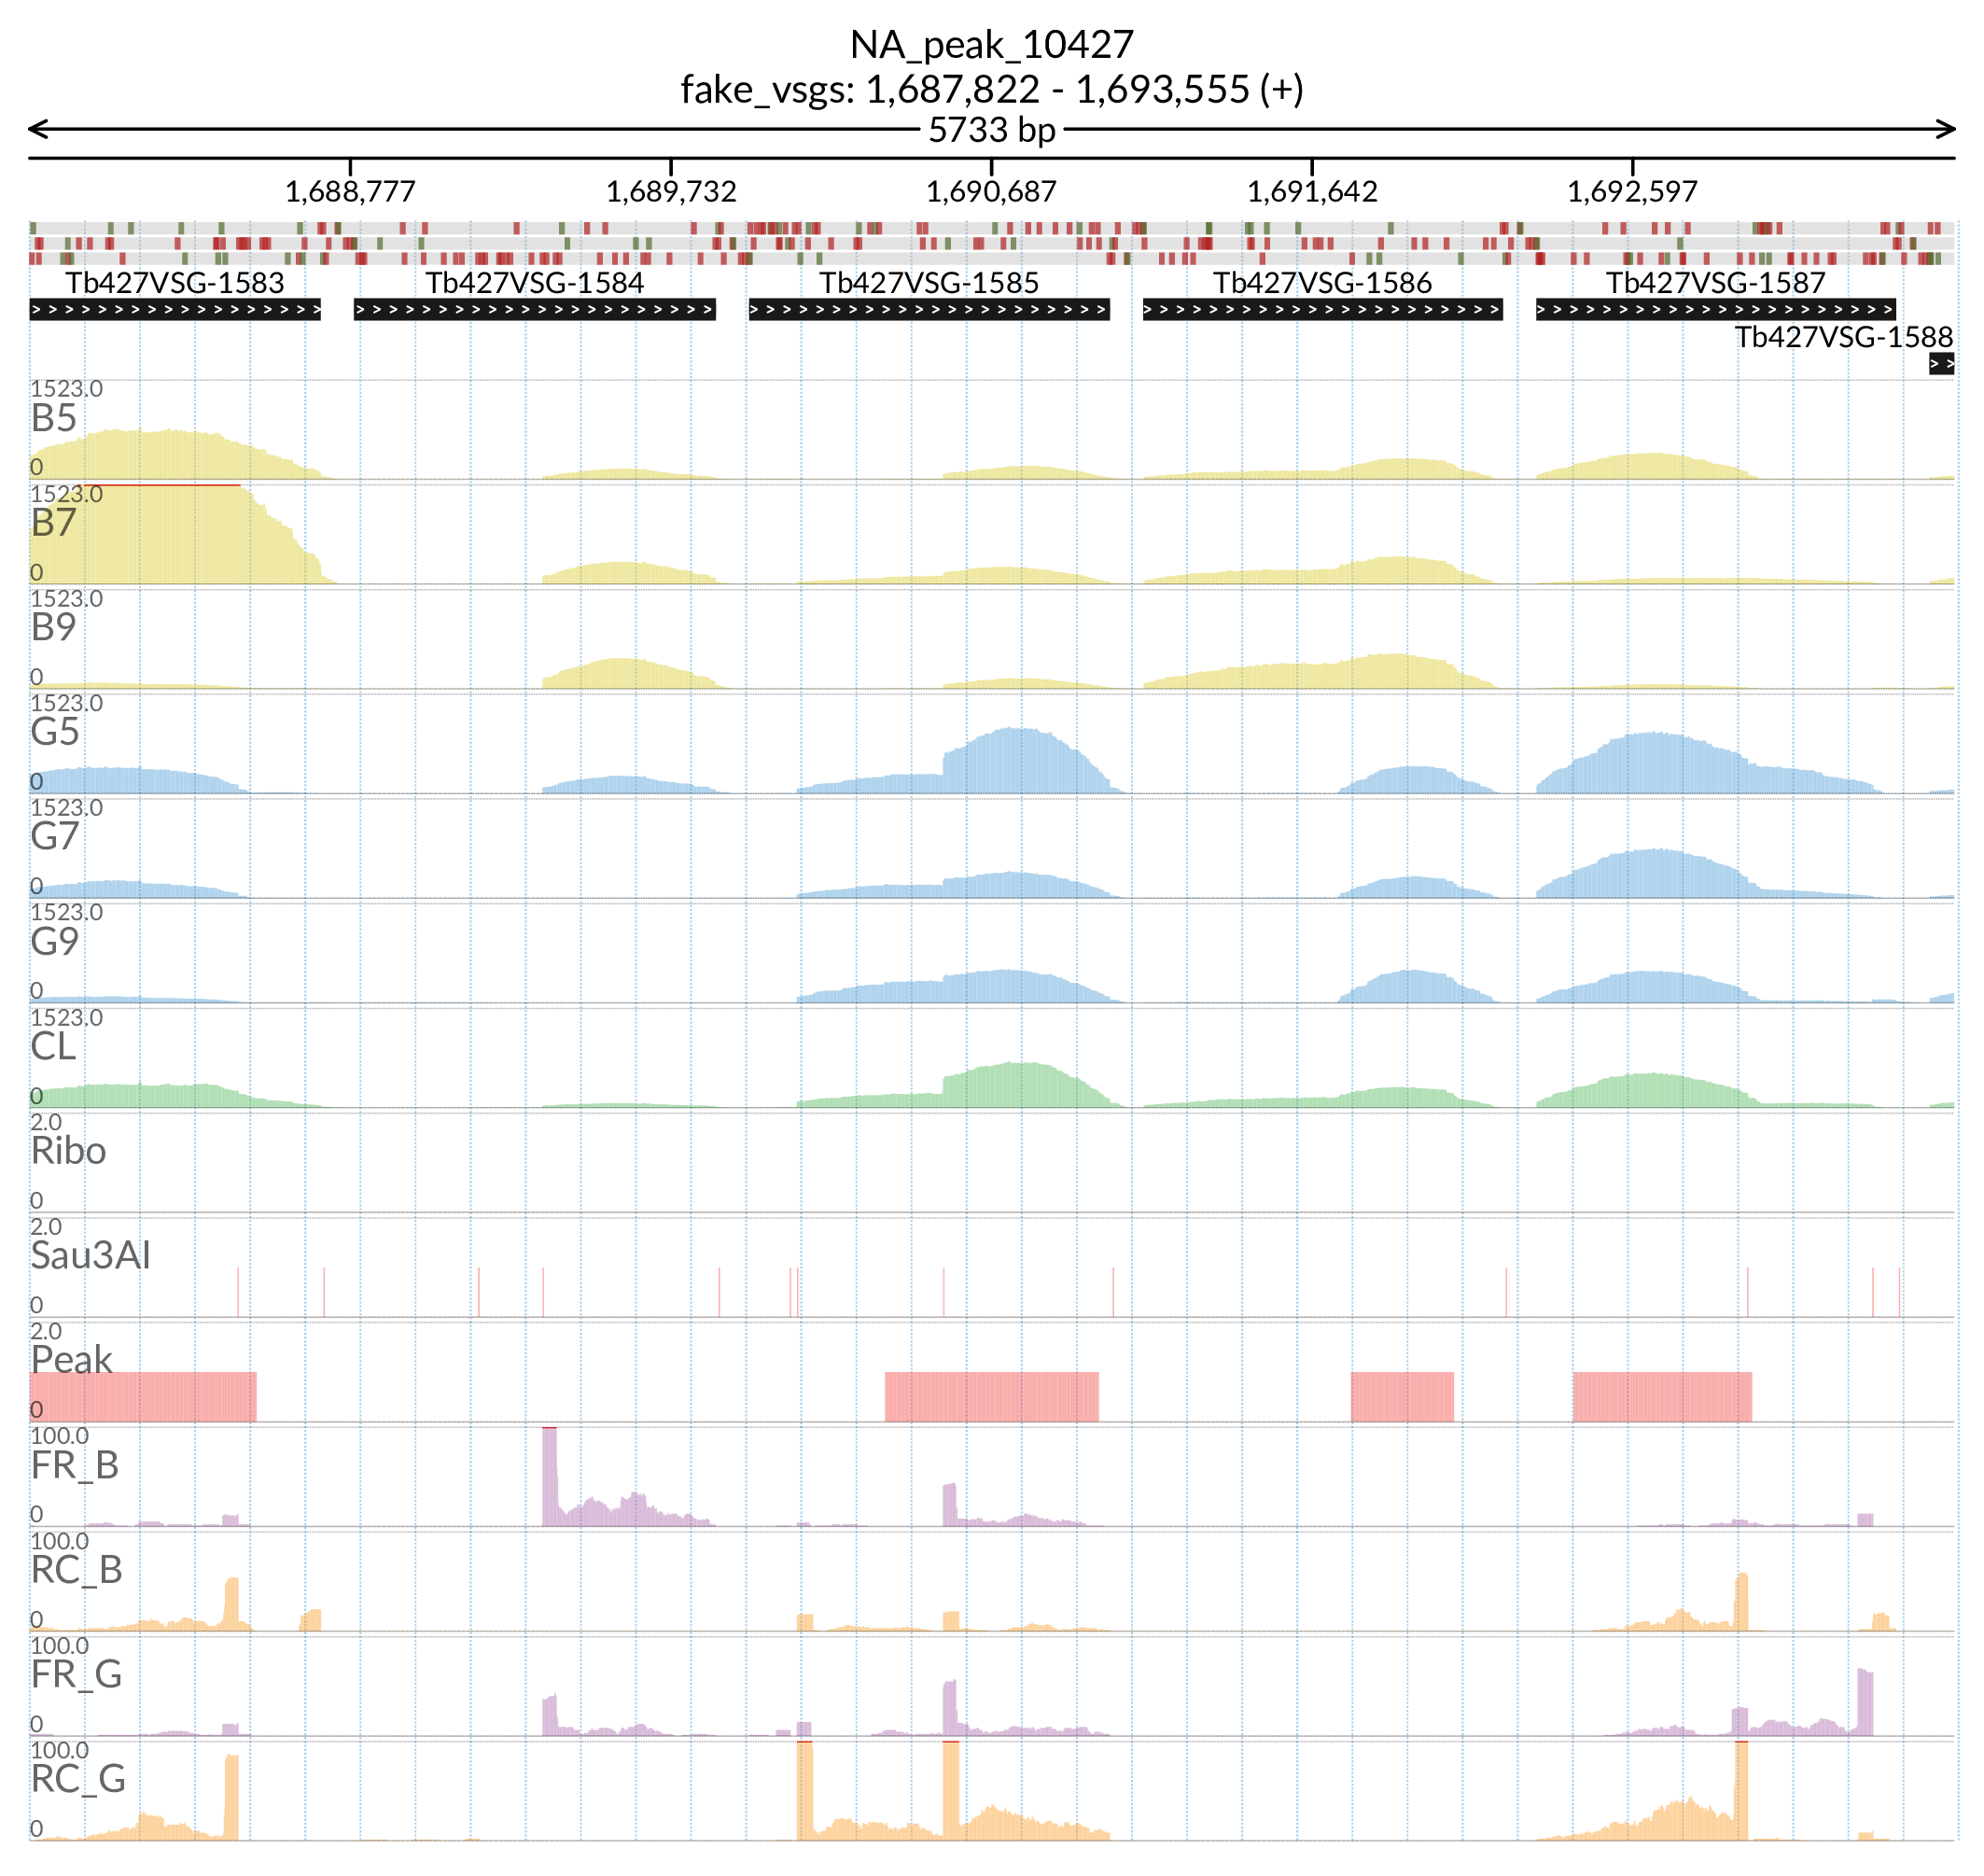 NA_peak_10427
fake_vsgs: 1,687,822 - 1,693,555 (+)
5733 bp
1,688,777 1,689,732 1,690,687 1,691,642 1,692,597
Tb427VSG-1583 Tb427VSG-1584 Tb427VSG-1585 Tb427VSG-1586 Tb427VSG-1587
Tb427VSG-1588
1523.0
B5
0
1523.0
B7
0
1523.0
B9
0
1523.0
G5
0
1523.0
G7
0
1523.0
G9
0
1523.0
CL
0
2.0
Ribo
0
2.0
Sau3AI
0
2.0
Peak
0
100.0
FR_B
0
100.0
RC_B
0
100.0
FR_G
0
100.0
RC_G
0